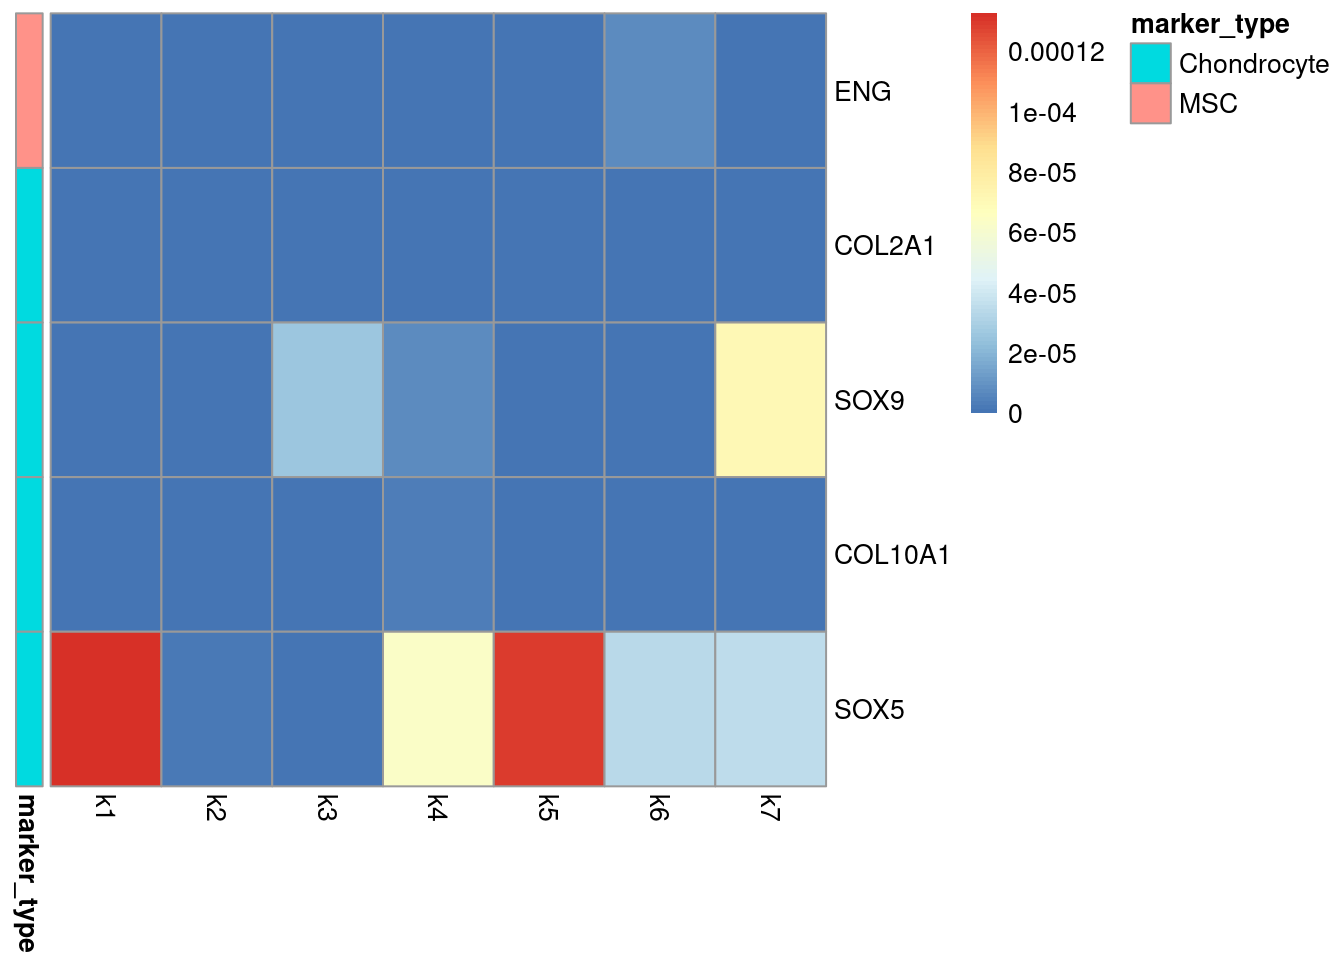 ENG
COL2A1
SOX9
COL10A1
SOX5
k1
k2
k3
k4
k5
k6
k7
marker_type
0.00012
1e-04
8e-05
6e-05
4e-05
2e-05
0
marker_type
Chondrocyte
MSC